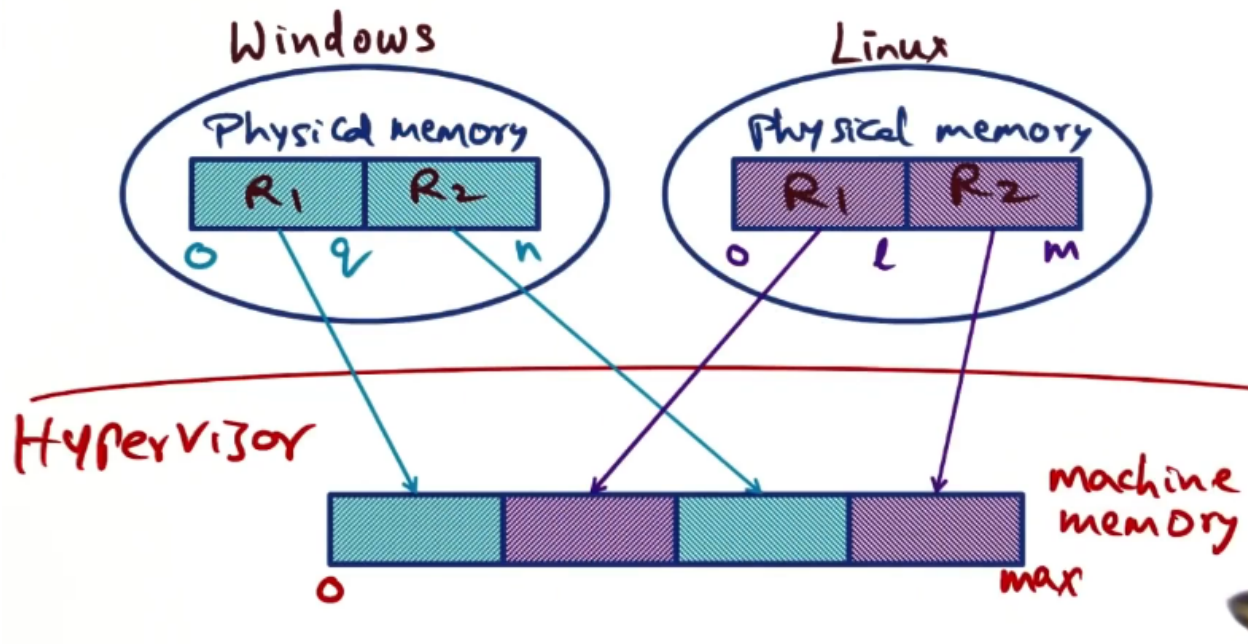 Windows
Linux
Physical memory
Physical memory
R1 R2
R1 R2
0 q n
0 l m
Hypervisor
machine
memory
0
max